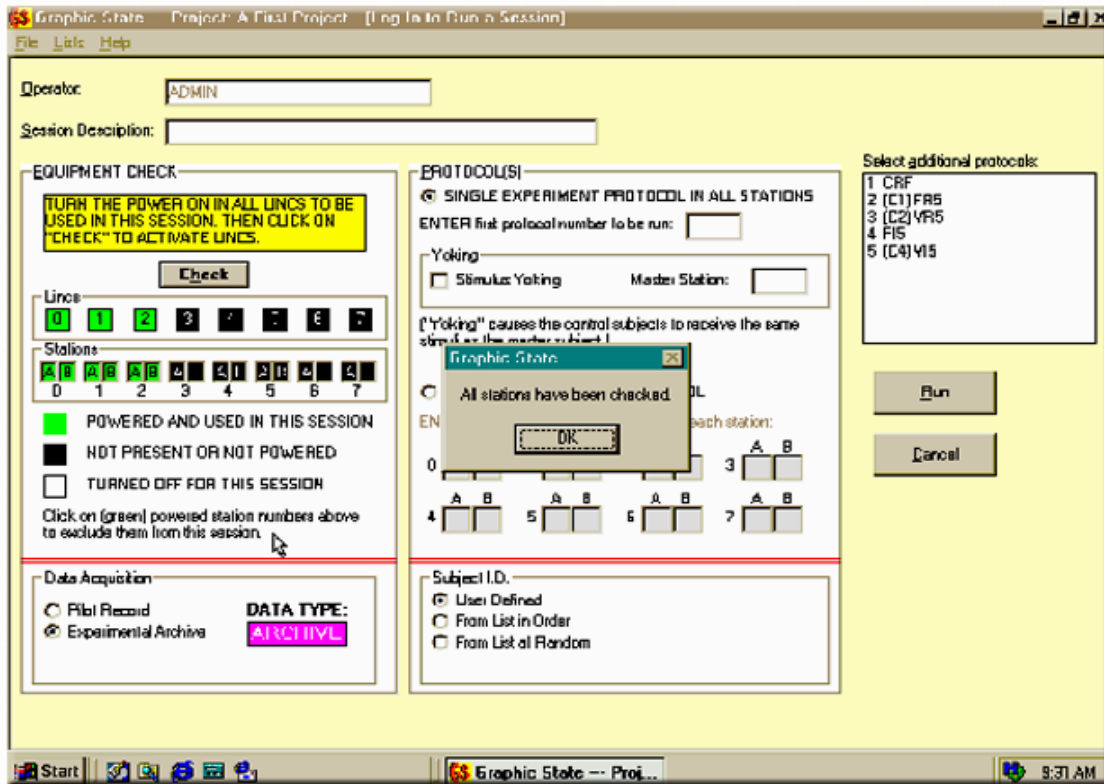 Graphic State -- Project: A First Project [Log In to Run a Session]
File Lists Help
Operator: ADMIN
Session Description:
EQUIPMENT CHECK
TURN THE POWER ON IN ALL LINCS TO BE
USED IN THIS SESSION. THEN CLICK ON
"CHECK" TO ACTIVATE LINCS.
Check
Lincs
0 1 2 3 4 5 6 7
Stations
A B A B A B
0 1 2 3 4 5 6 7
POWERED AND USED IN THIS SESSION
NOT PRESENT OR NOT POWERED
TURNED OFF FOR THIS SESSION
Click on (green) powered station numbers above
to exclude them from this session.
Data Acquisition
Pilot Record
Experimental Archive
DATA TYPE:
ARCHIVE
PROTOCOL(S)
SINGLE EXPERIMENT PROTOCOL IN ALL STATIONS
ENTER first protocol number to be run:
Yoking
Stimulus Yoking Master Station:
("Yoking" causes the control subjects to receive the same
stimuli as the master subject.)
Graphic State
All stations have been checked.
OK
each station:
0 3 A B
4 A B 5 A B 6 A B 7 A B
Subject I.D.
User Defined
From List in Order
From List at Random
Select additional protocols:
1 CRF
2 (C1) FR5
3 (C2) VR5
4 FI5
5 (C4) VI5
Run
Cancel
Start
Graphic State --- Proj...
9:31 AM